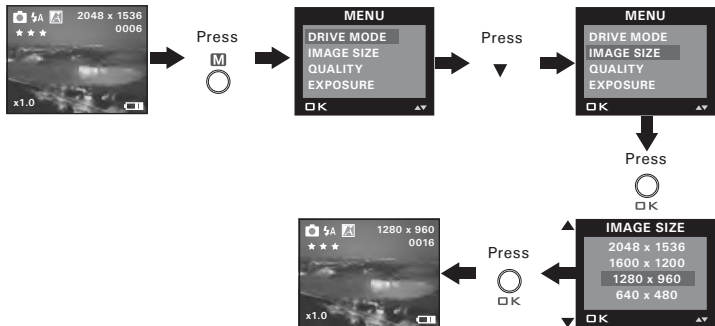 2048 x 1536
0006
x1.0
Press
M
MENU
DRIVE MODE
IMAGE SIZE
QUALITY
EXPOSURE
OK
Press
MENU
DRIVE MODE
IMAGE SIZE
QUALITY
EXPOSURE
OK
Press
OK
IMAGE SIZE
2048 x 1536
1600 x 1200
1280 x 960
640 x 480
OK
Press
OK
A 1280 x 960
0016
x1.0